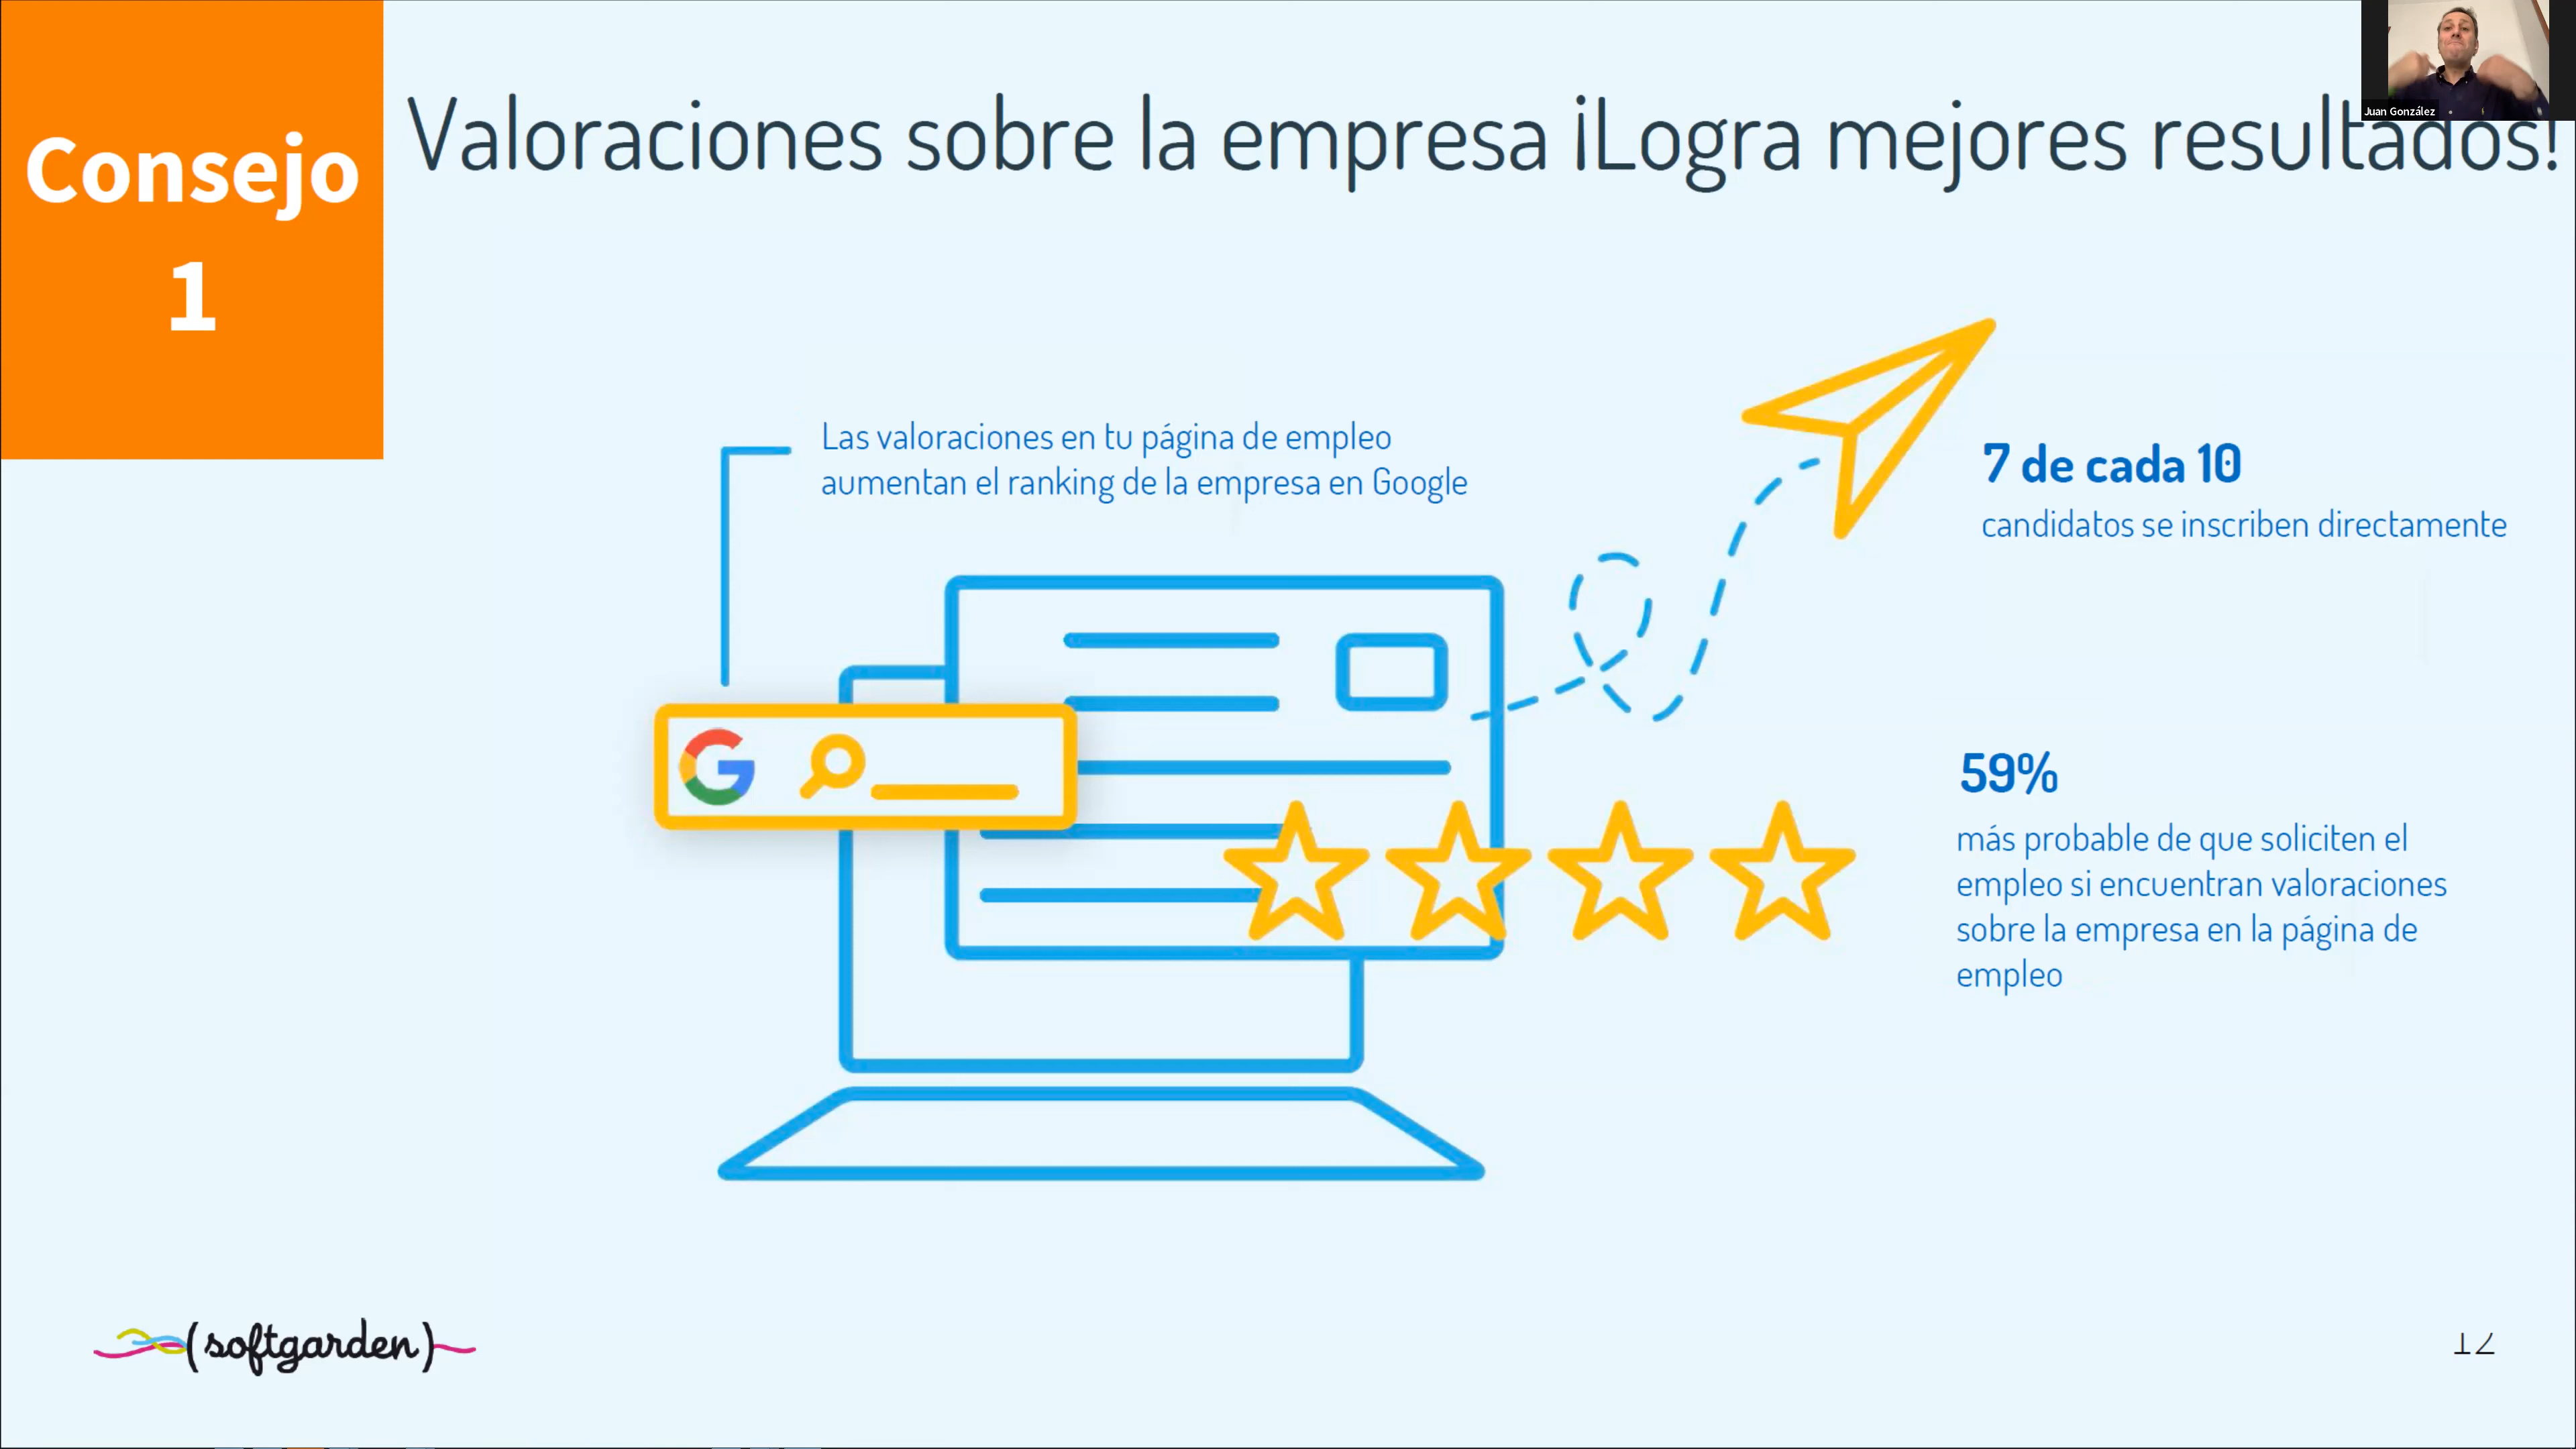 Consejo
1
Valoraciones sobre la empresa ¡Logra mejores resultados!
Juan González
Las valoraciones en tu página de empleo
aumentan el ranking de la empresa en Google
7 de cada 10
candidatos se inscriben directamente
G
59%
más probable de que soliciten el
empleo si encuentran valoraciones
sobre la empresa en la página de
empleo
(softgarden)
12